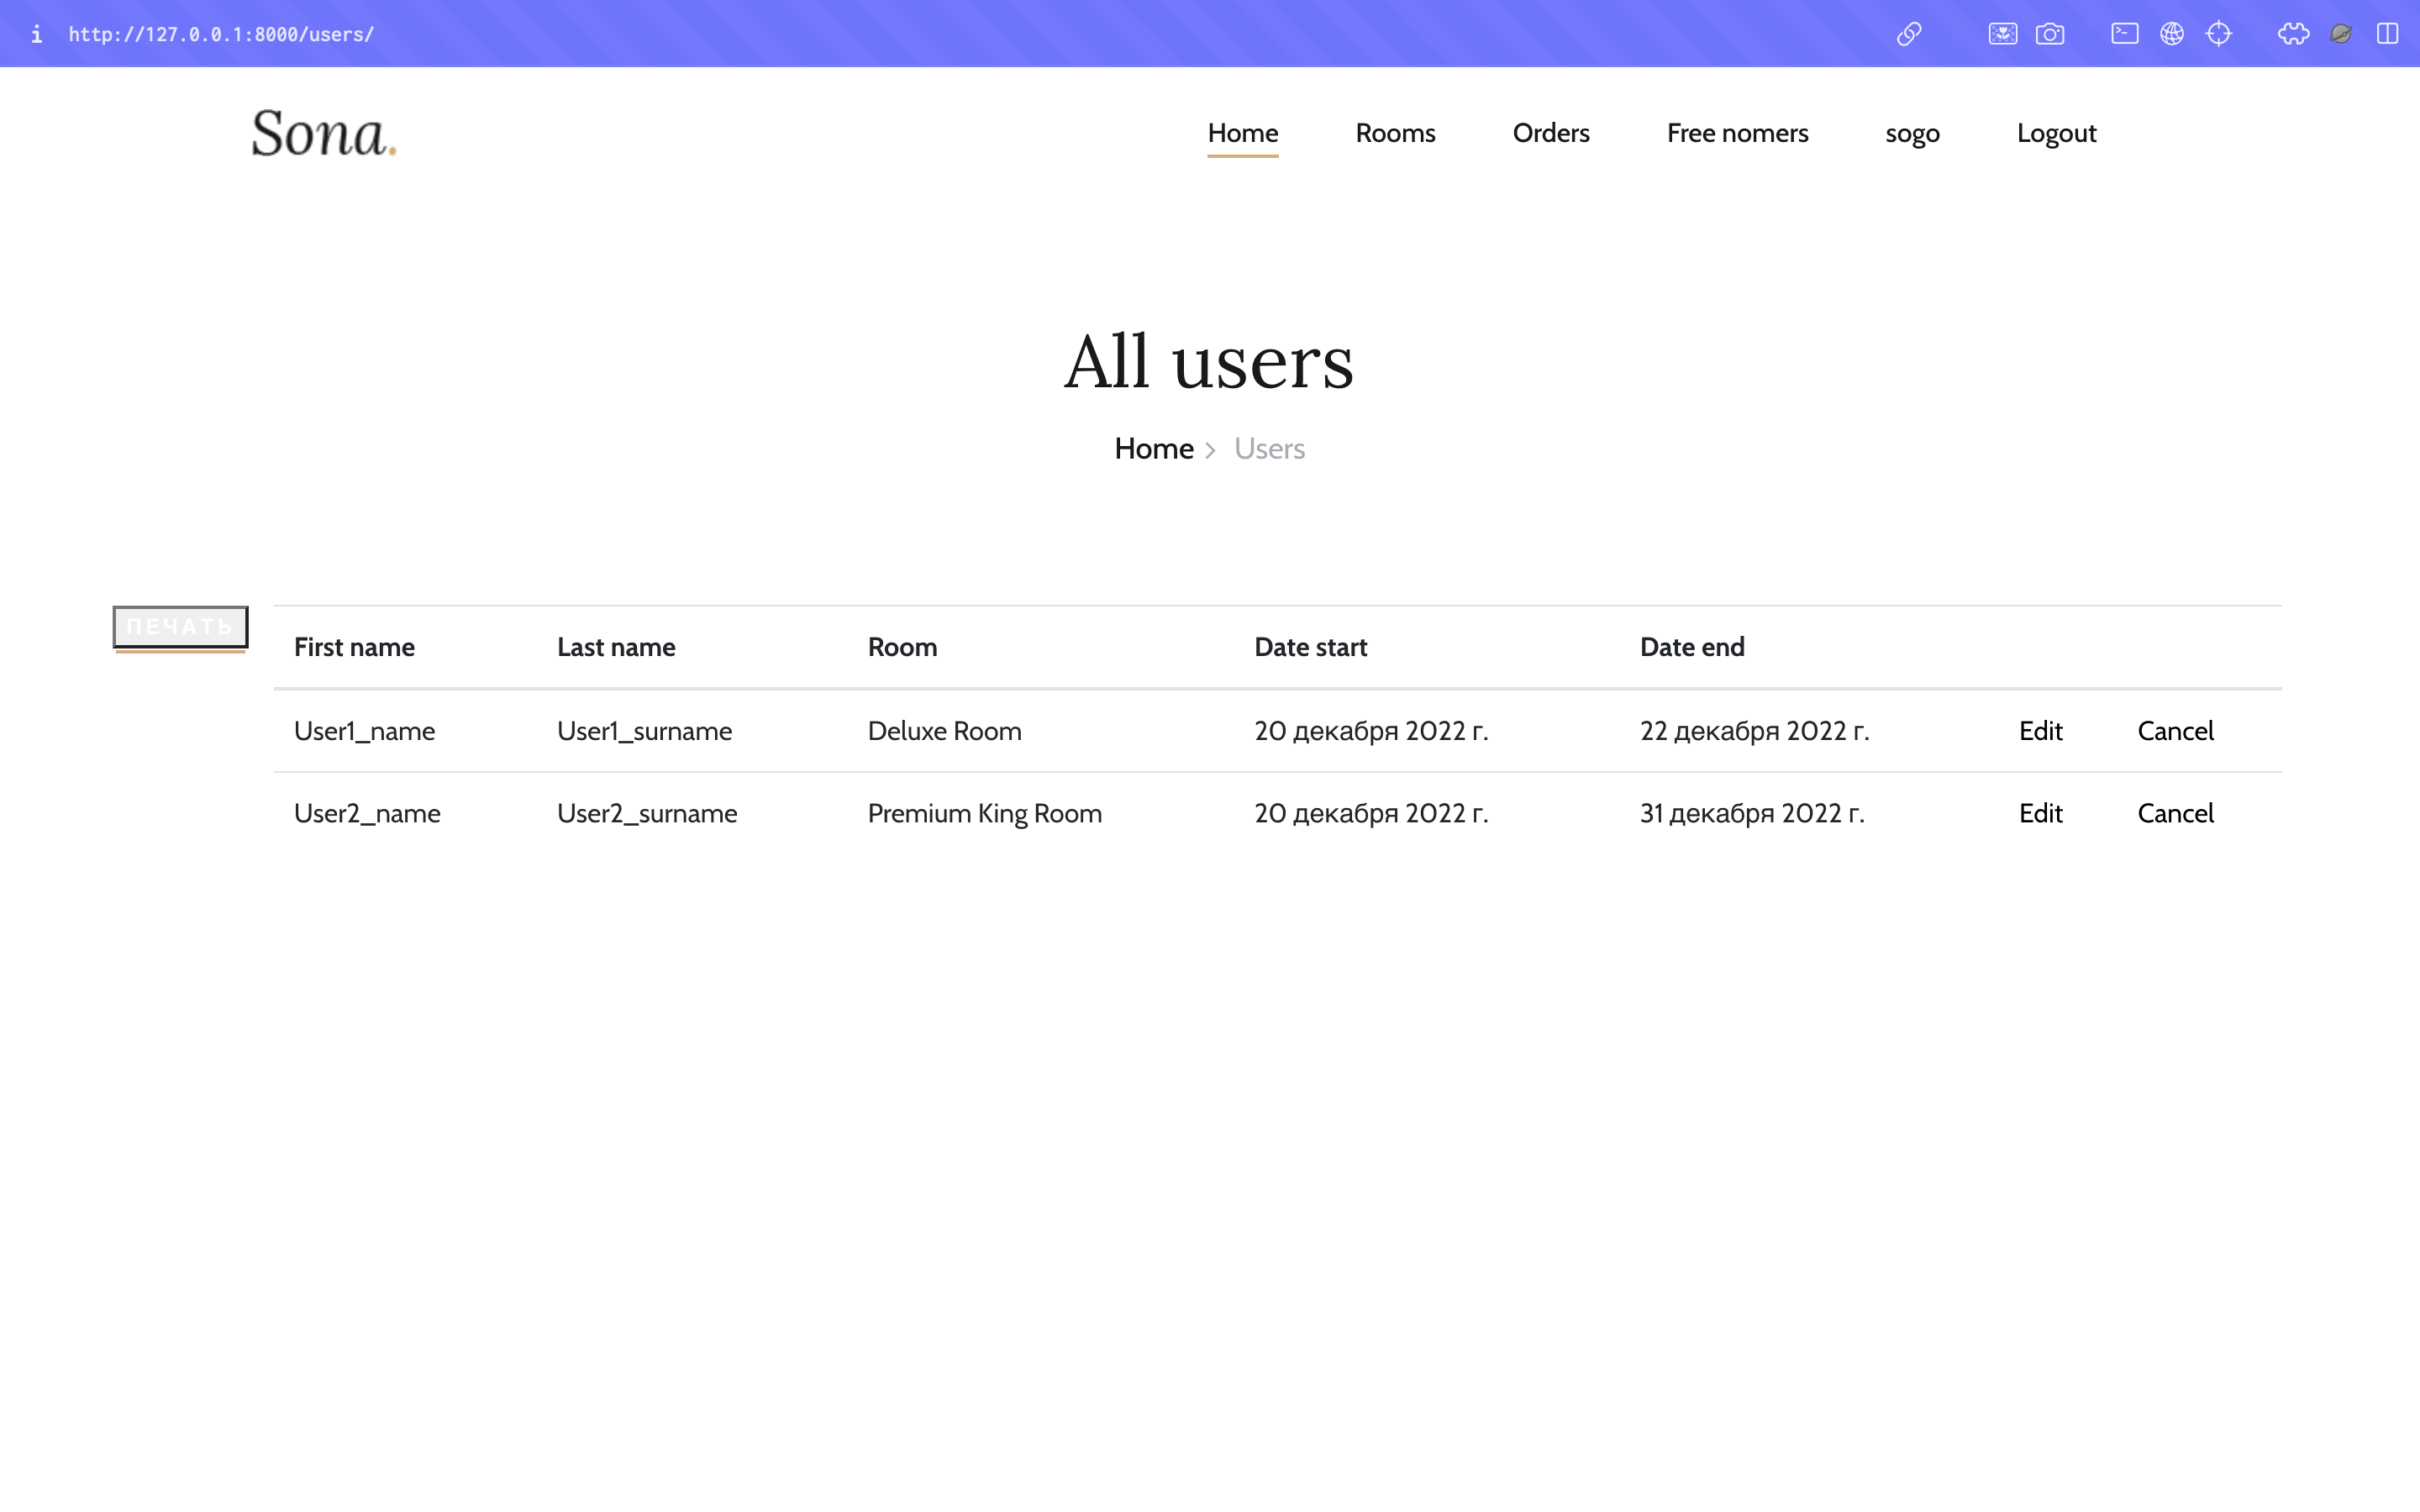 http://127.0.0.1:8000/users/
Sona.
Home Rooms Orders Free nomers sogo Logout
All users
Home > Users
ПЕЧАТЬ
First name Last name Room Date start Date end
User1_name User1_surname Deluxe Room 20 декабря 2022 г. 22 декабря 2022 г. Edit Cancel
User2_name User2_surname Premium King Room 20 декабря 2022 г. 31 декабря 2022 г. Edit Cancel